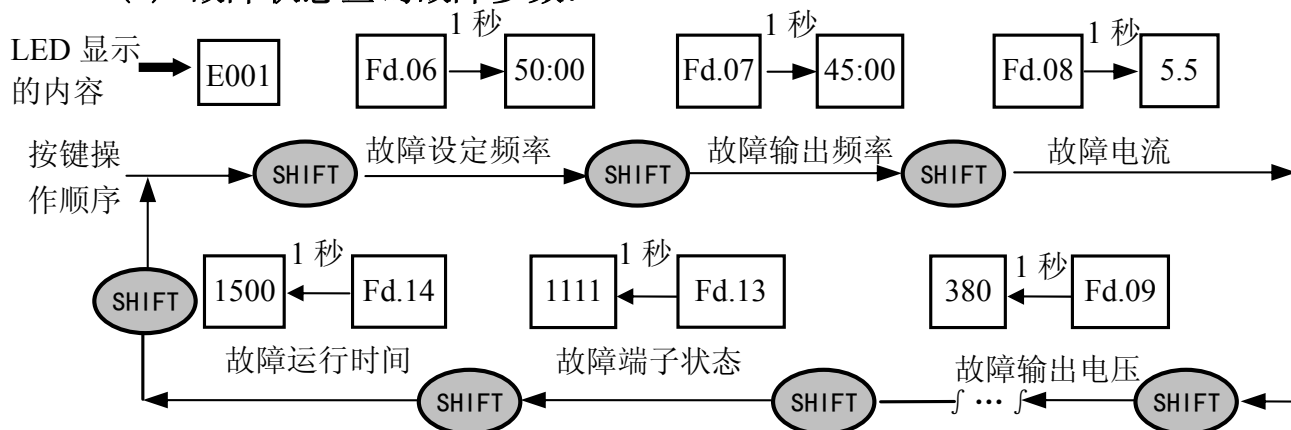 1 秒 1 秒 1 秒
LED 显示
的内容
E001 Fd.06 50:00 Fd.07 45:00 Fd.08 5.5
按键操
作顺序
SHIFT 故障设定频率 SHIFT 故障输出频率 SHIFT 故障电流
1 秒 1 秒 1 秒
SHIFT 1500 Fd.14 1111 Fd.13 380 Fd.09
故障运行时间 故障端子状态 故障输出电压
SHIFT SHIFT ∫ ··· ∫ SHIFT